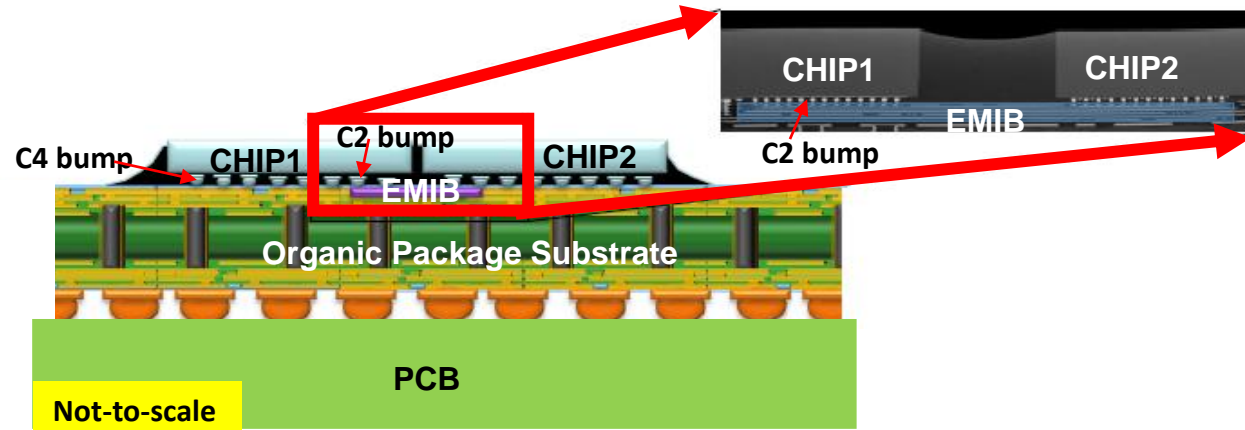 CHIP1
CHIP2
EMIB
C2 bump
C4 bump
CHIP1
C2 bump
CHIP2
EMIB
Organic Package Substrate
PCB
Not-to-scale